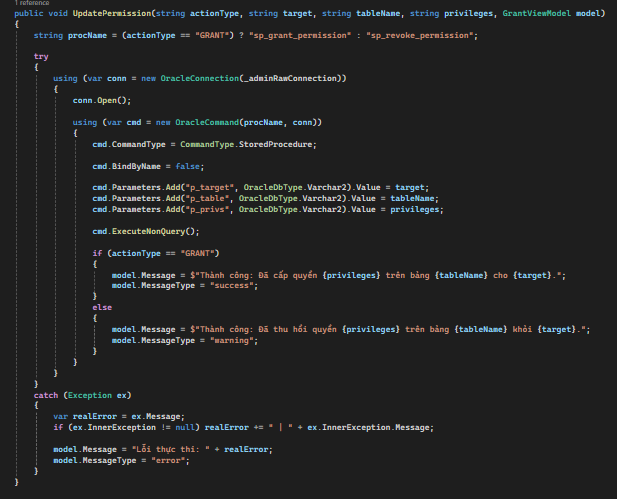 1 reference
public void UpdatePermission(string actionType, string target, string tableName, string privileges, GrantViewModel model)
{
string procName = (actionType == "GRANT") ? "sp_grant_permission" : "sp_revoke_permission";
try
{
using (var conn = new OracleConnection(_adminRawConnection))
{
conn.Open();
using (var cmd = new OracleCommand(procName, conn))
{
cmd.CommandType = CommandType.StoredProcedure;
cmd.BindByName = false;
cmd.Parameters.Add("p_target", OracleDbType.Varchar2).Value = target;
cmd.Parameters.Add("p_table", OracleDbType.Varchar2).Value = tableName;
cmd.Parameters.Add("p_privs", OracleDbType.Varchar2).Value = privileges;
cmd.ExecuteNonQuery();
if (actionType == "GRANT")
{
model.Message = $"Thành công: Đã cấp quyền {privileges} trên bảng {tableName} cho {target}.";
model.MessageType = "success";
}
else
{
model.Message = $"Thành công: Đã thu hồi quyền {privileges} trên bảng {tableName} khỏi {target}.";
model.MessageType = "warning";
}
}
}
}
catch (Exception ex)
{
var realError = ex.Message;
if (ex.InnerException != null) realError += " | " + ex.InnerException.Message;
model.Message = "Lỗi thực thi: " + realError;
model.MessageType = "error";
}
}